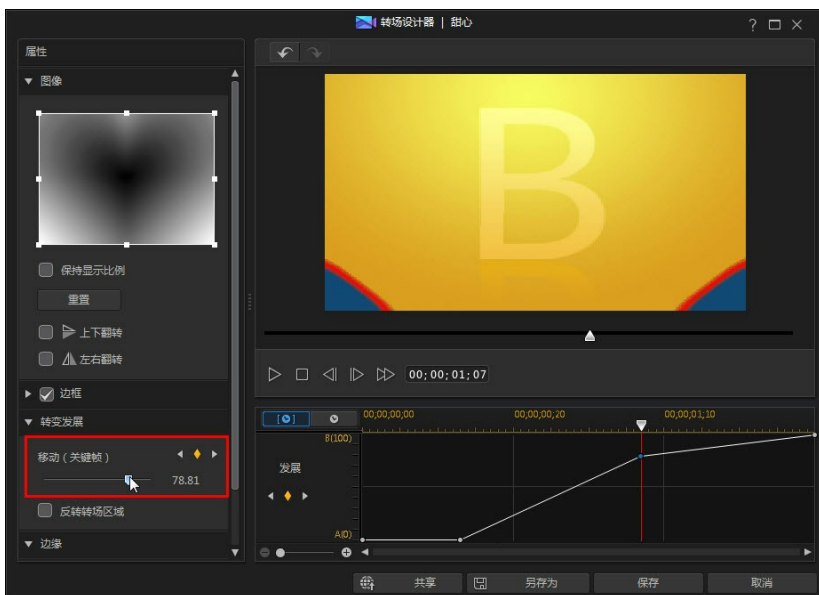 转场设计器 | 甜心
?
属性
图像
保持显示比例
重置
上下翻转
左右翻转
边框
转变发展
移动（关键帧）
78.81
反转转场区域
边缘
B
00;00;01;07
00;00;00;00
00;00;00;20
00;00;01;10
B(100)
发展
A(0)
共享
另存为
保存
取消